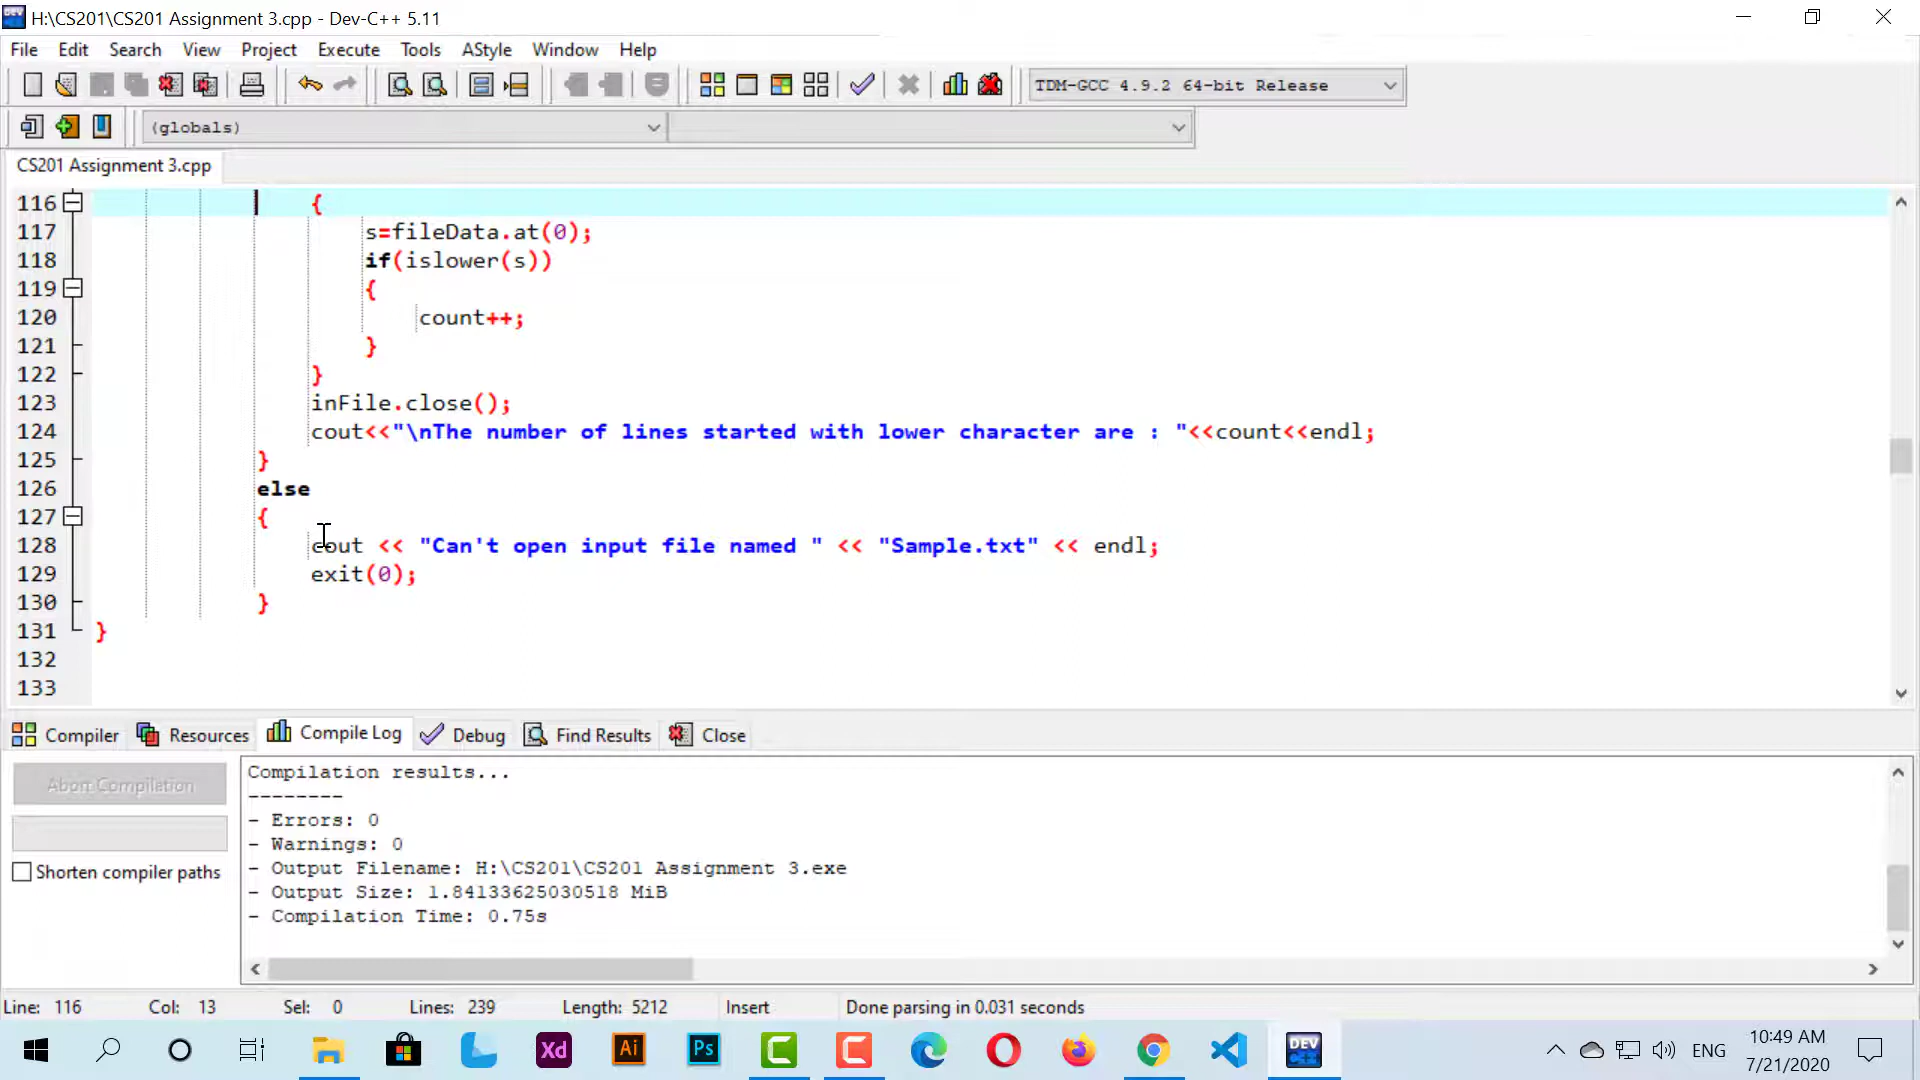 H:\CS201\CS201 Assignment 3.cpp - Dev-C++ 5.11
File Edit Search View Project Execute Tools AStyle Window Help
TDM-GCC 4.9.2 64-bit Release
(globals)
CS201 Assignment 3.cpp
116 {
117 s=fileData.at(0);
118 if(islower(s))
119 {
120 count++;
121 }
122 }
123 inFile.close();
124 cout<<"\nThe number of lines started with lower character are : "<<count<<endl;
125 }
126 else
127 {
128 cout << "Can't open input file named " << "Sample.txt" << endl;
129 exit(0);
130 }
131 }
132
133
Compiler Resources Compile Log Debug Find Results Close
Abort Compilation
Shorten compiler paths
Compilation results...
--------
- Errors: 0
- Warnings: 0
- Output Filename: H:\CS201\CS201 Assignment 3.exe
- Output Size: 1.84133625030518 MiB
- Compilation Time: 0.75s
Line: 116 Col: 13 Sel: 0 Lines: 239 Length: 5212 Insert Done parsing in 0.031 seconds
Xd Ai Ps DEV C++ ENG 10:49 AM
7/21/2020